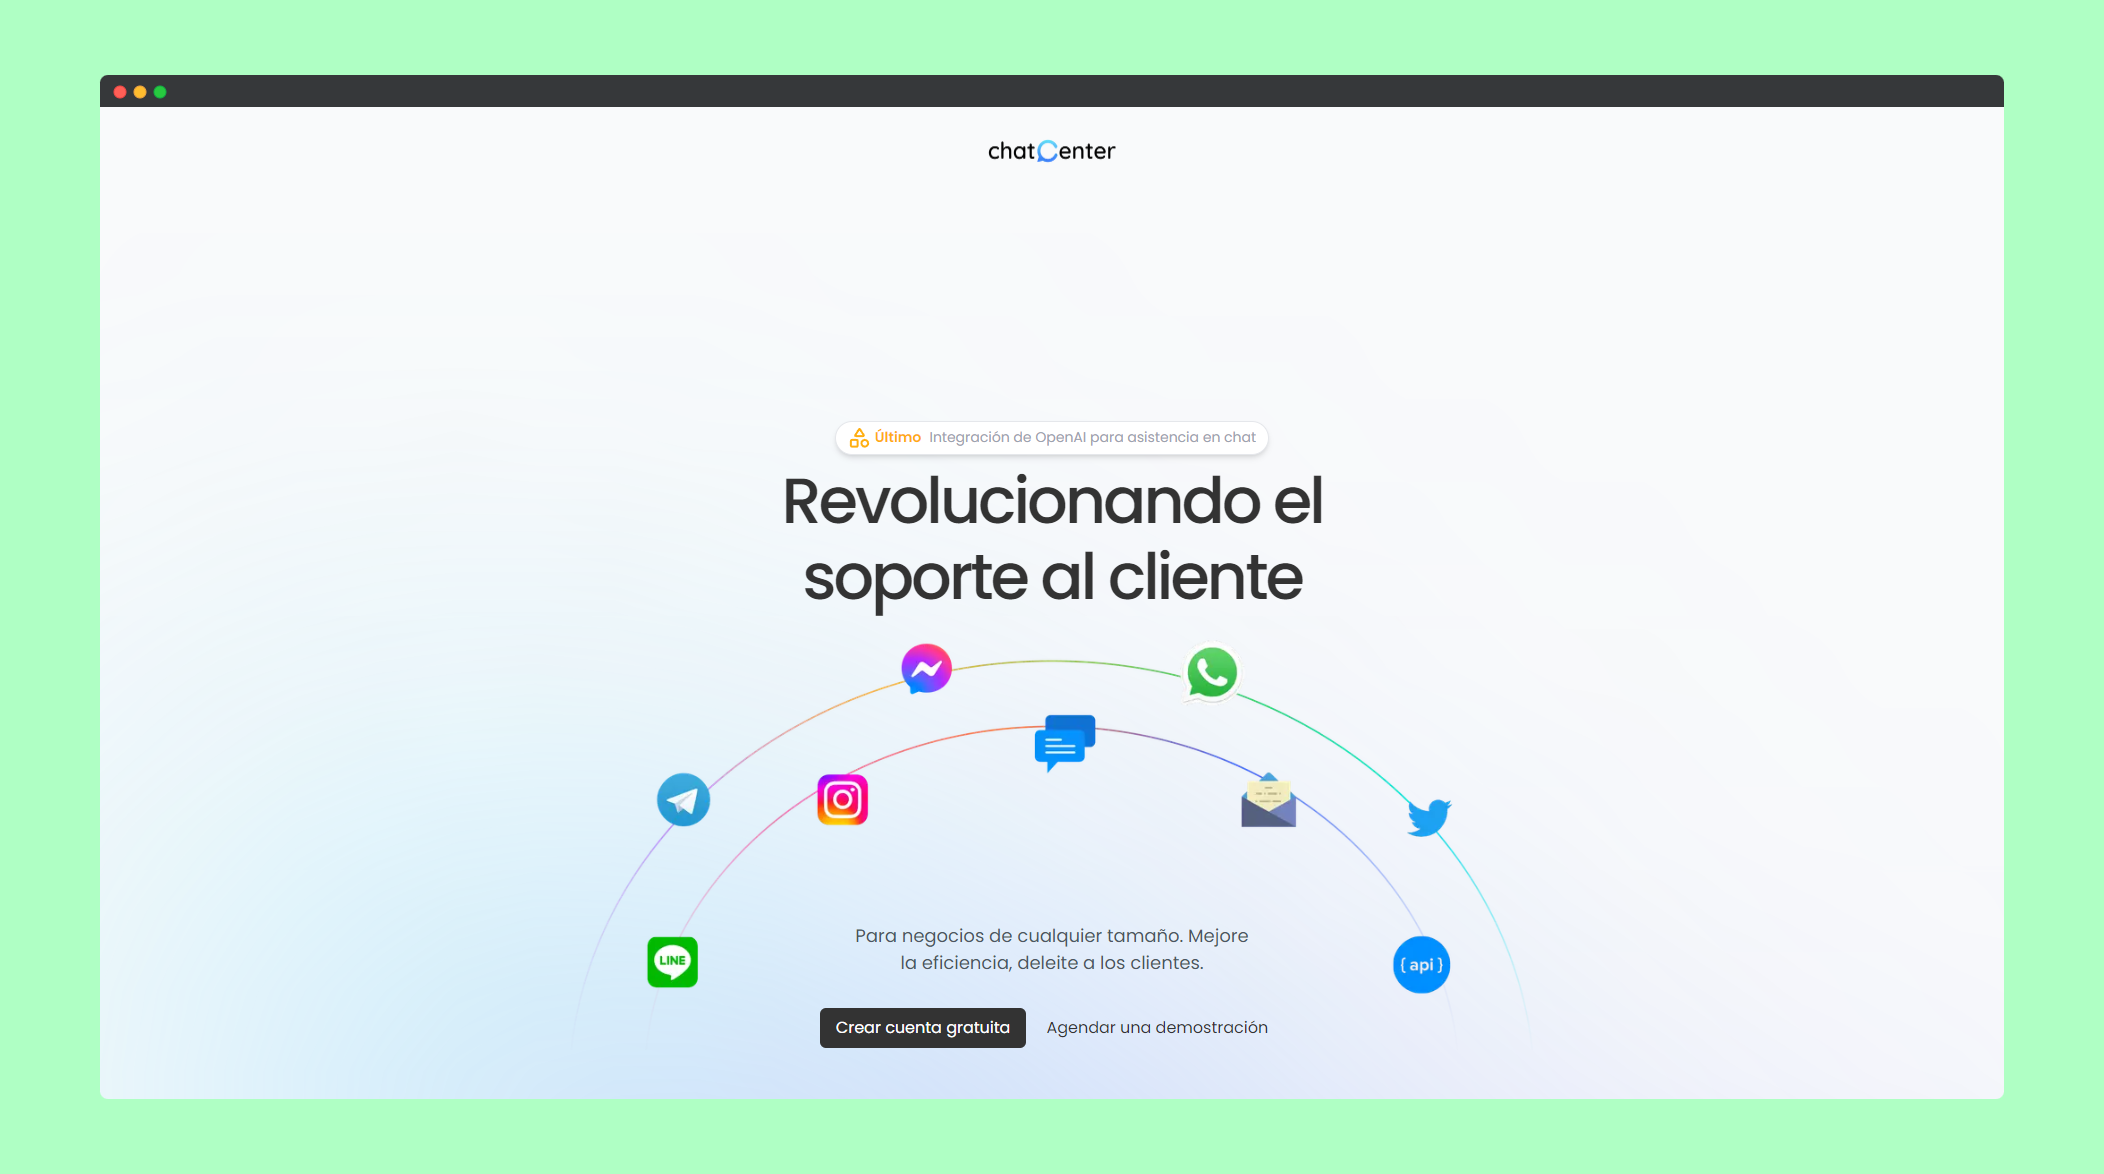 chatCenter
Último Integración de OpenAI para asistencia en chat
Revolucionando el
soporte al cliente
LINE
{api}
Para negocios de cualquier tamaño. Mejore
la eficiencia, deleite a los clientes.
Crear cuenta gratuita Agendar una demostración